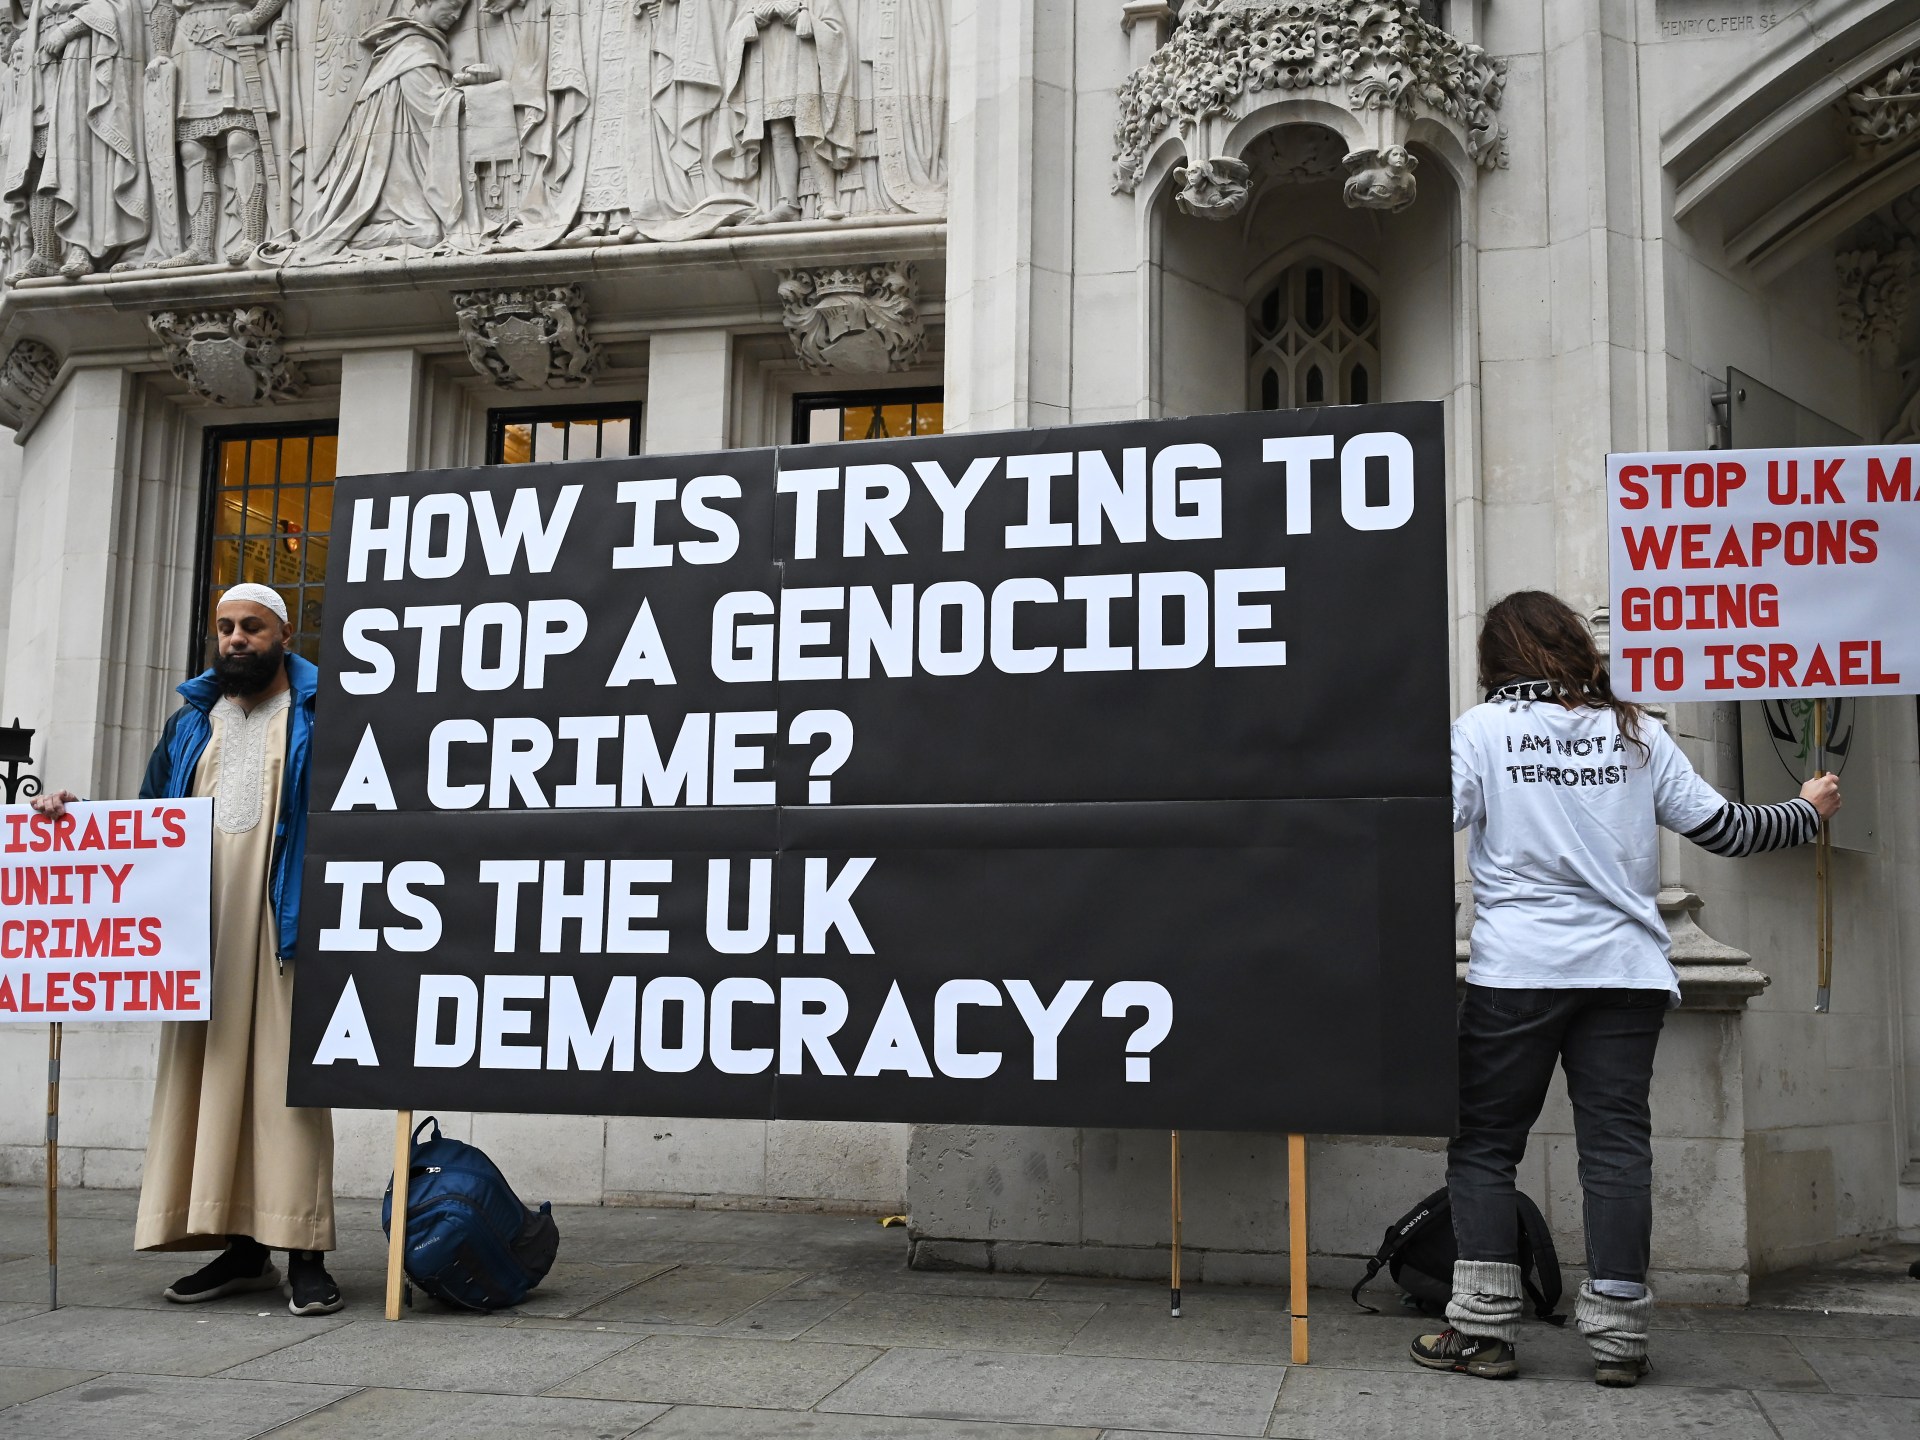 HENRY C. FEHR Sc
HOW IS TRYING TO
STOP A GENOCIDE
A CRIME?
IS THE U.K
A DEMOCRACY?
ISRAEL'S
UNITY
CRIMES
ALESTINE
I AM NOT A
TERRORIST
STOP U.K MA
WEAPONS
GOING
TO ISRAEL
DAKINE